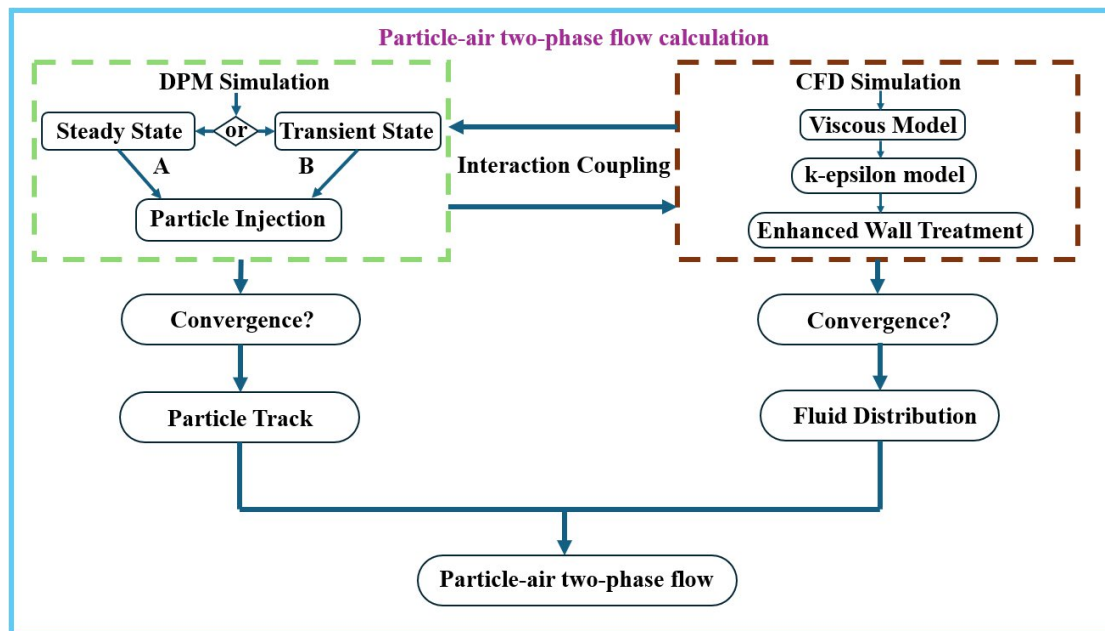 Particle-air two-phase flow calculation
DPM Simulation
Steady State
or
Transient State
A
B
Particle Injection
Interaction Coupling
CFD Simulation
Viscous Model
k-epsilon model
Enhanced Wall Treatment
Convergence?
Convergence?
Particle Track
Fluid Distribution
Particle-air two-phase flow